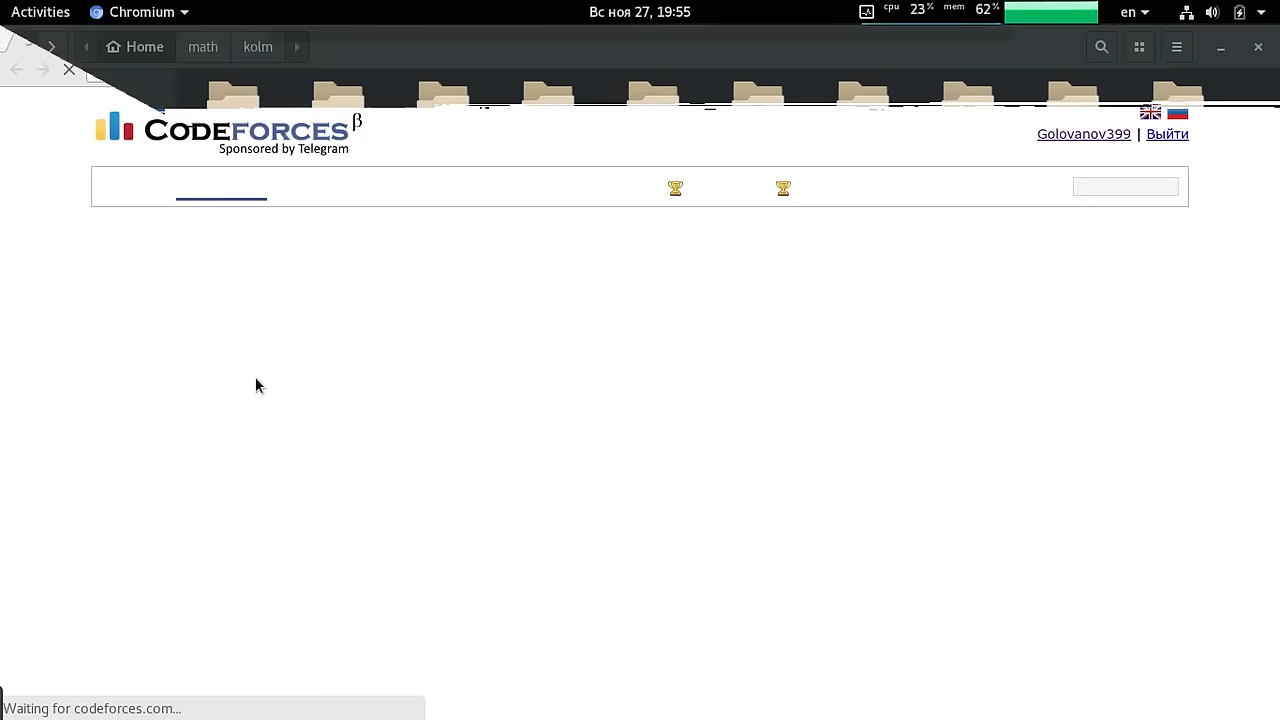 Activities Chromium Вс ноя 27, 19:55 cpu 23% mem 62% en
Home math kolm
CODEFORCES β
Sponsored by Telegram
Golovanov399 | Выйти
Waiting for codeforces.com...